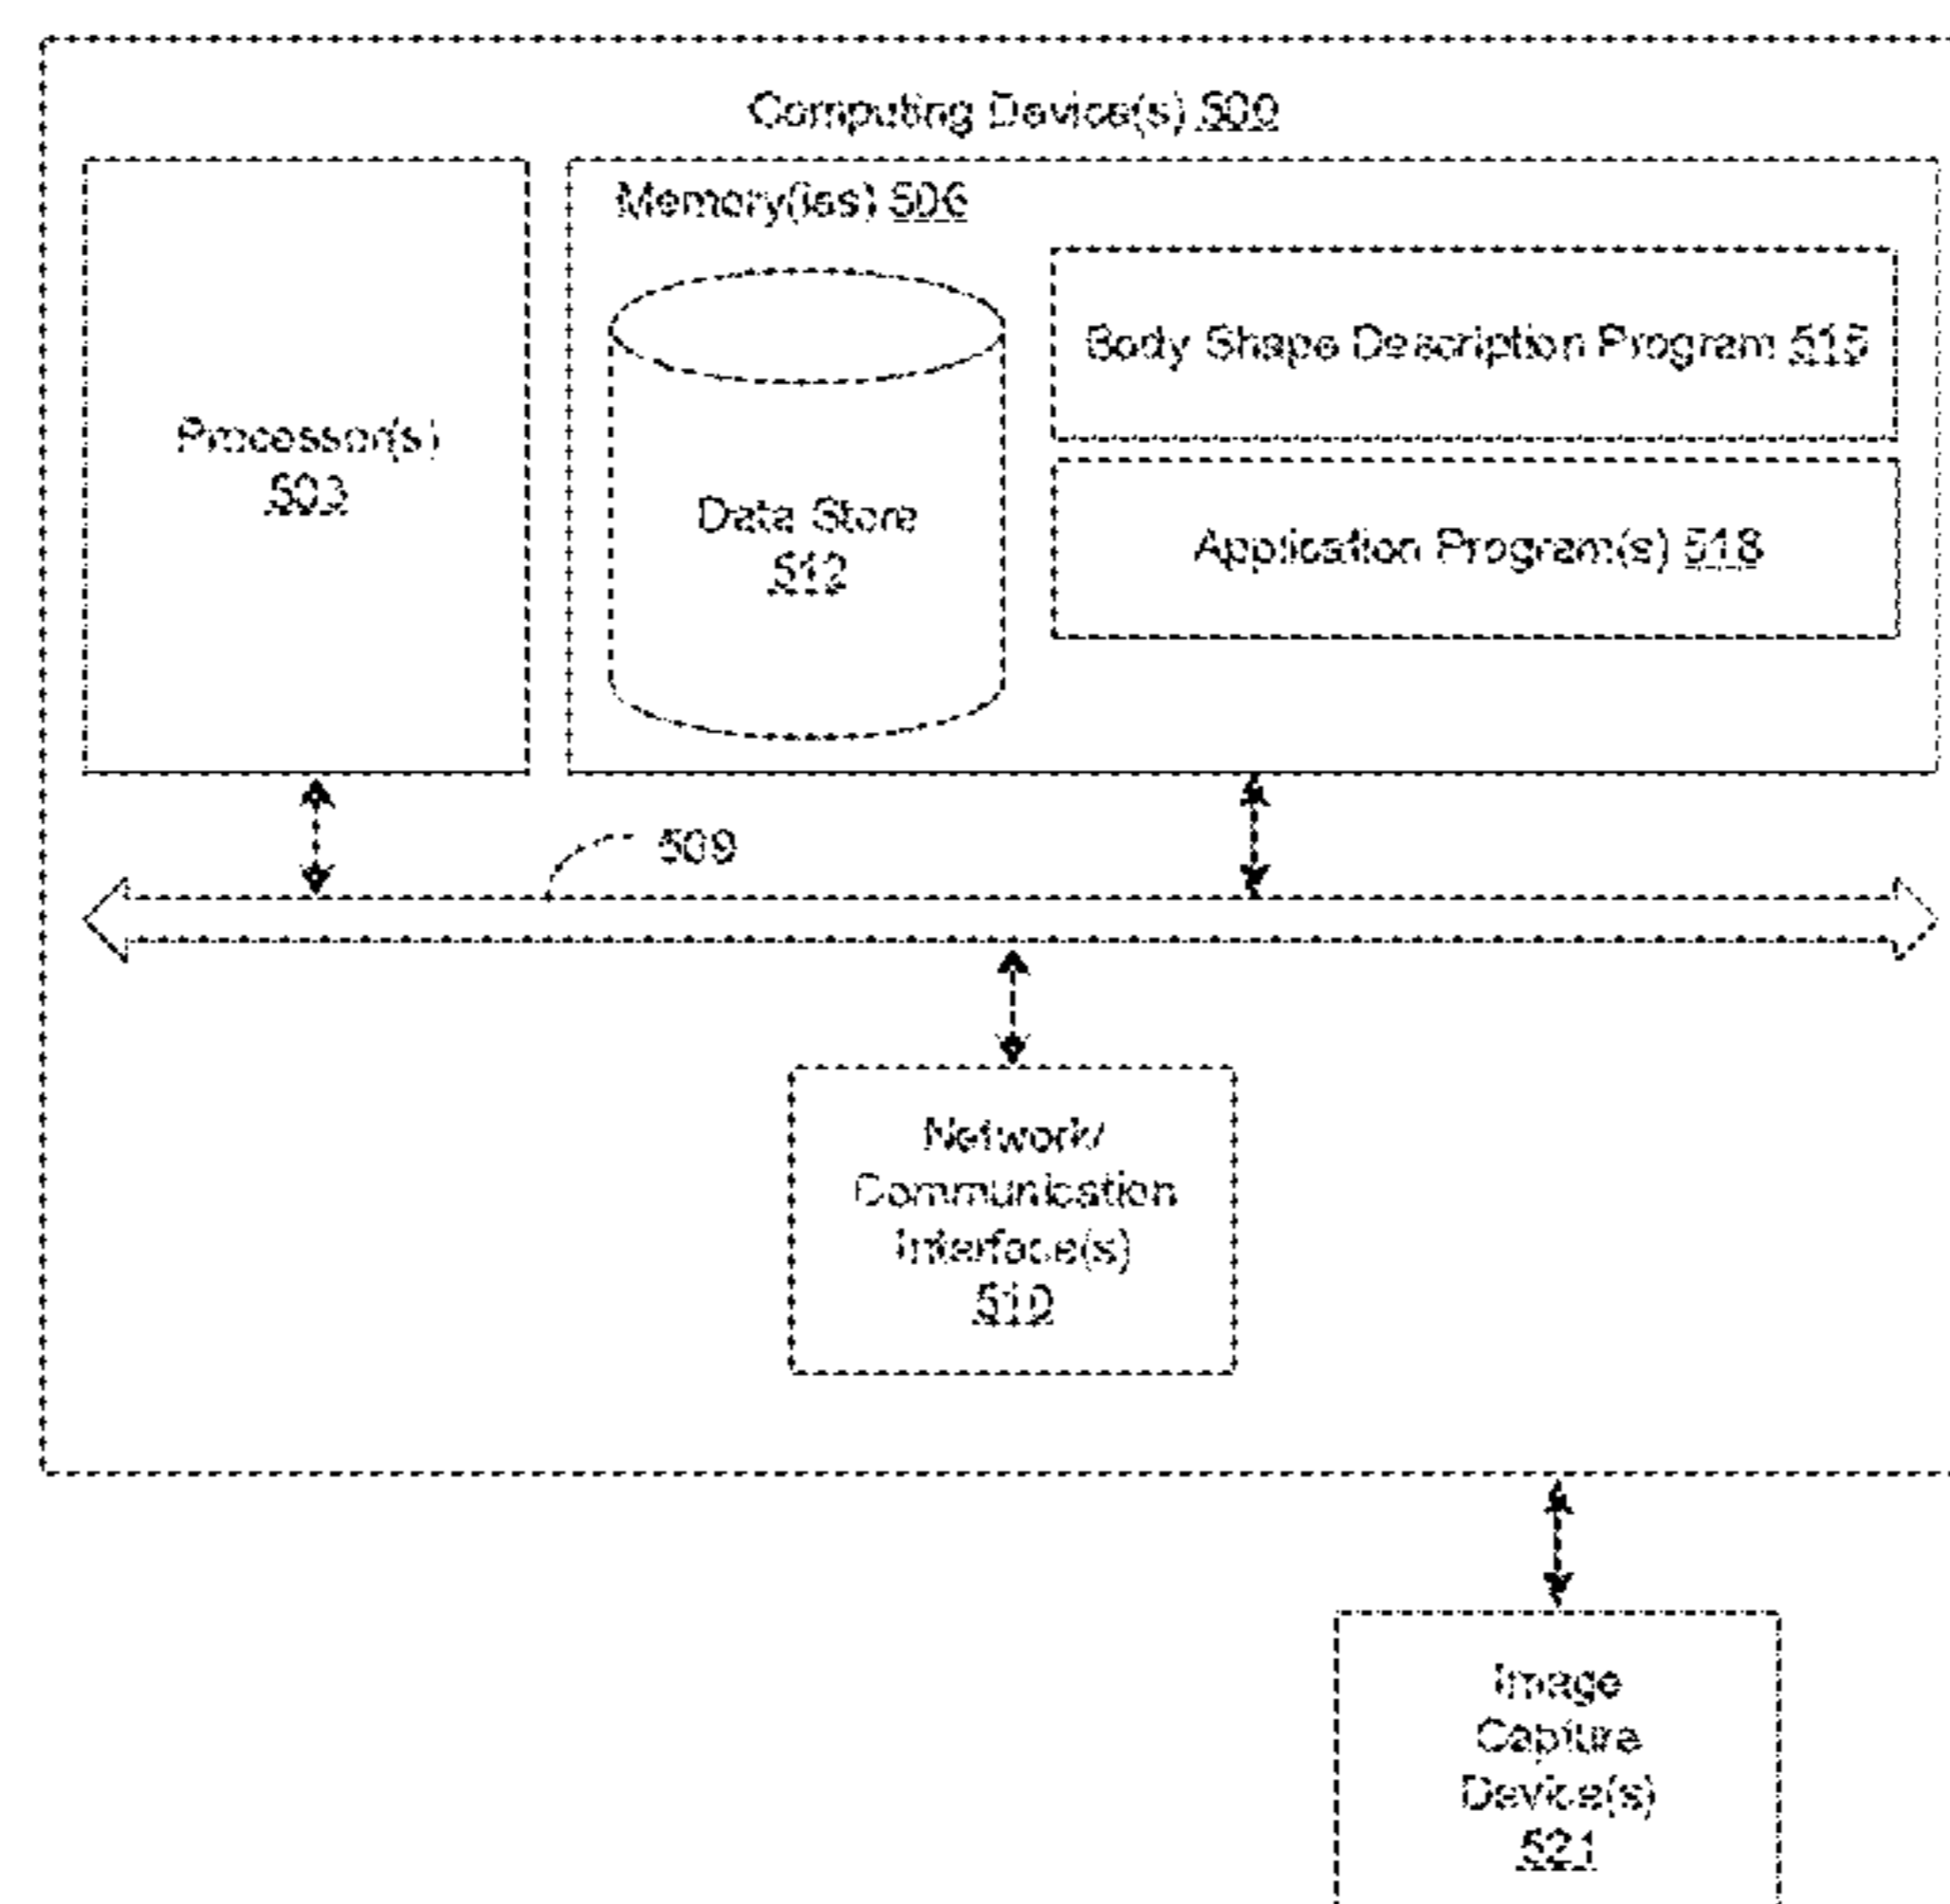 Computing Device(s) 500
Memory(ies) 506
Body Shape Description Program 515
Processor(s)
503
Data Store
512
Application Program(s) 518
509
Network/
Communication
Interface(s)
510
Image
Capture
Device(s)
521